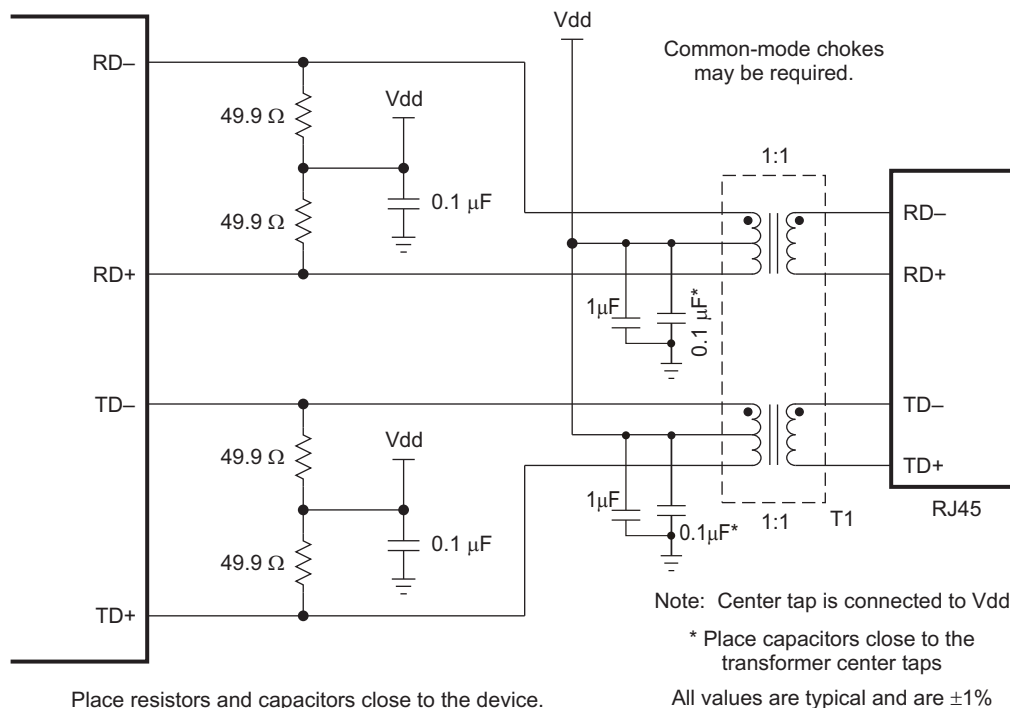 Vdd
Common-mode chokes
may be required.
RD–
49.9 Ω
Vdd
0.1 µF
49.9 Ω
RD+
1:1
RD–
RD+
1µF
0.1 µF*
TD–
49.9 Ω
Vdd
0.1 µF
49.9 Ω
TD+
TD–
TD+
1µF
0.1µF*
1:1
T1
RJ45
Note: Center tap is connected to Vdd
* Place capacitors close to the
transformer center taps
Place resistors and capacitors close to the device.
All values are typical and are ±1%